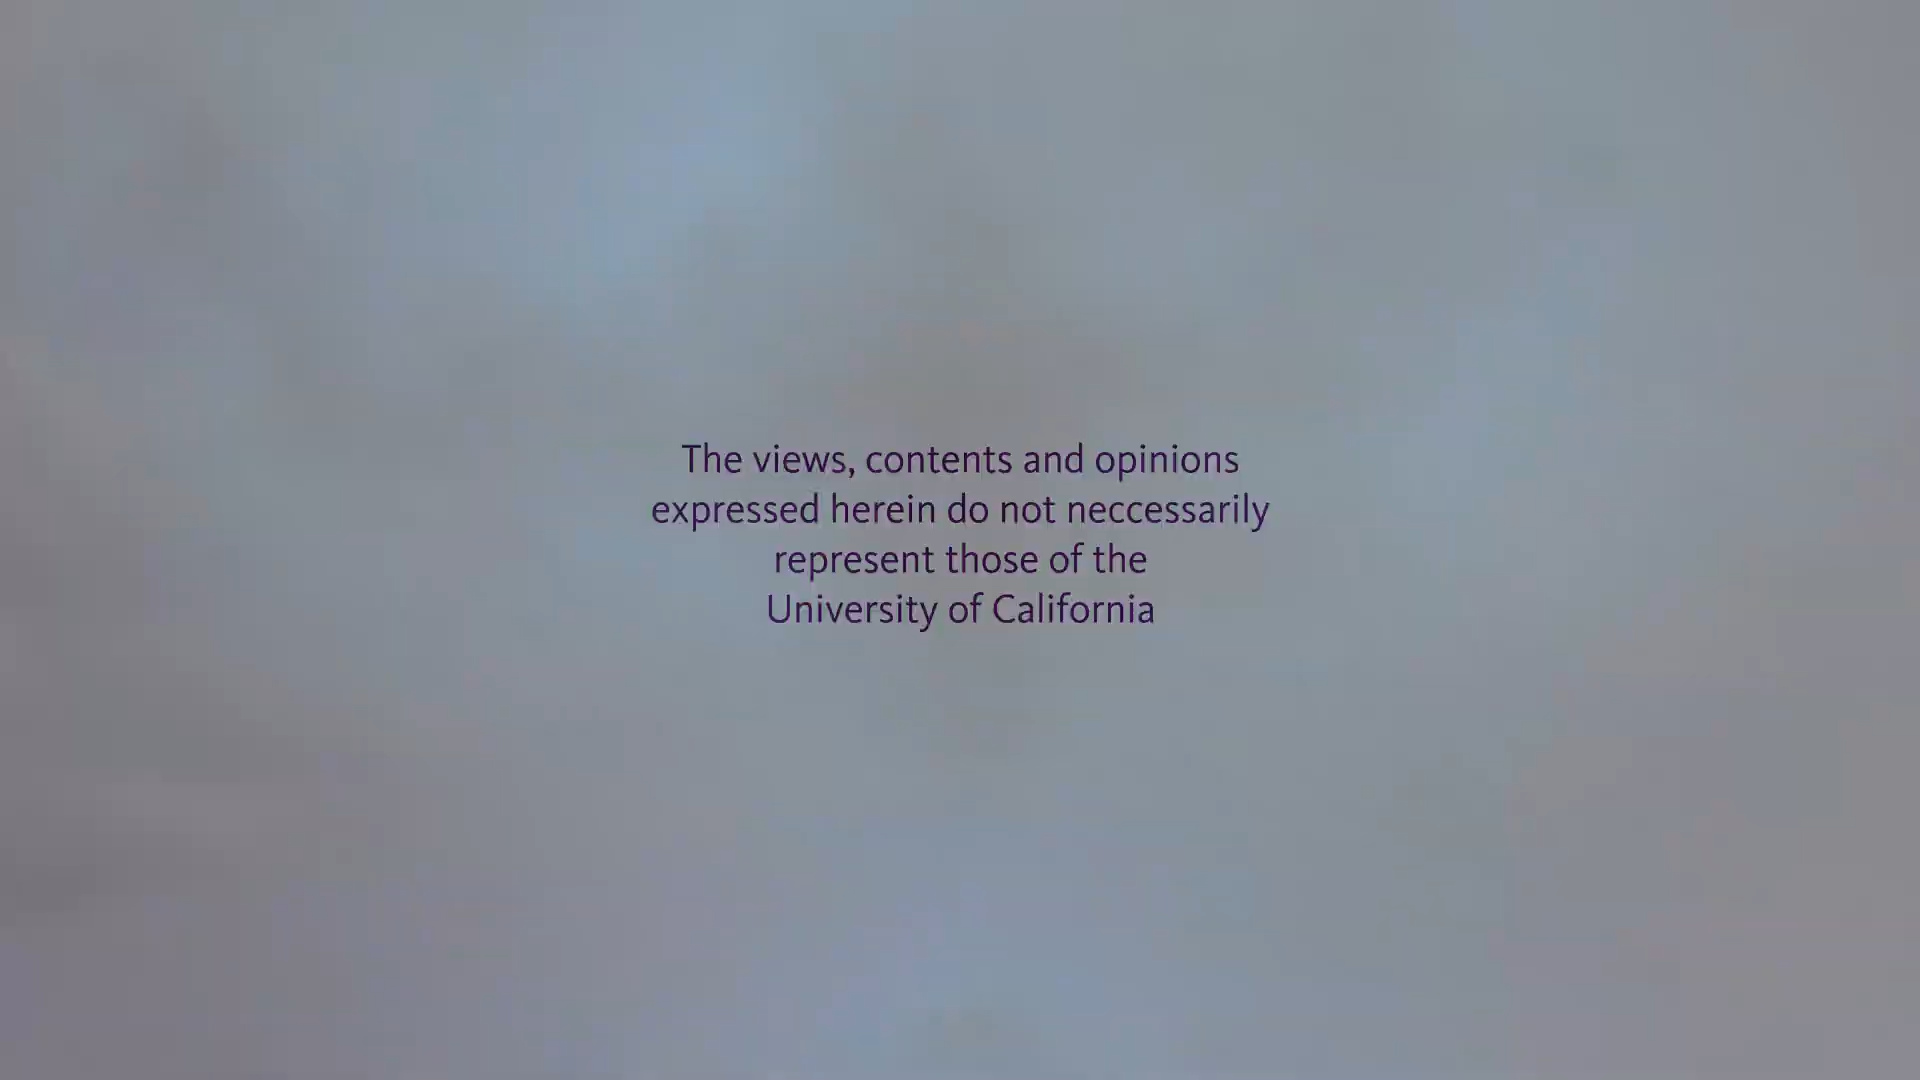 The views, contents and opinions
expressed herein do not neccessarily
represent those of the
University of California